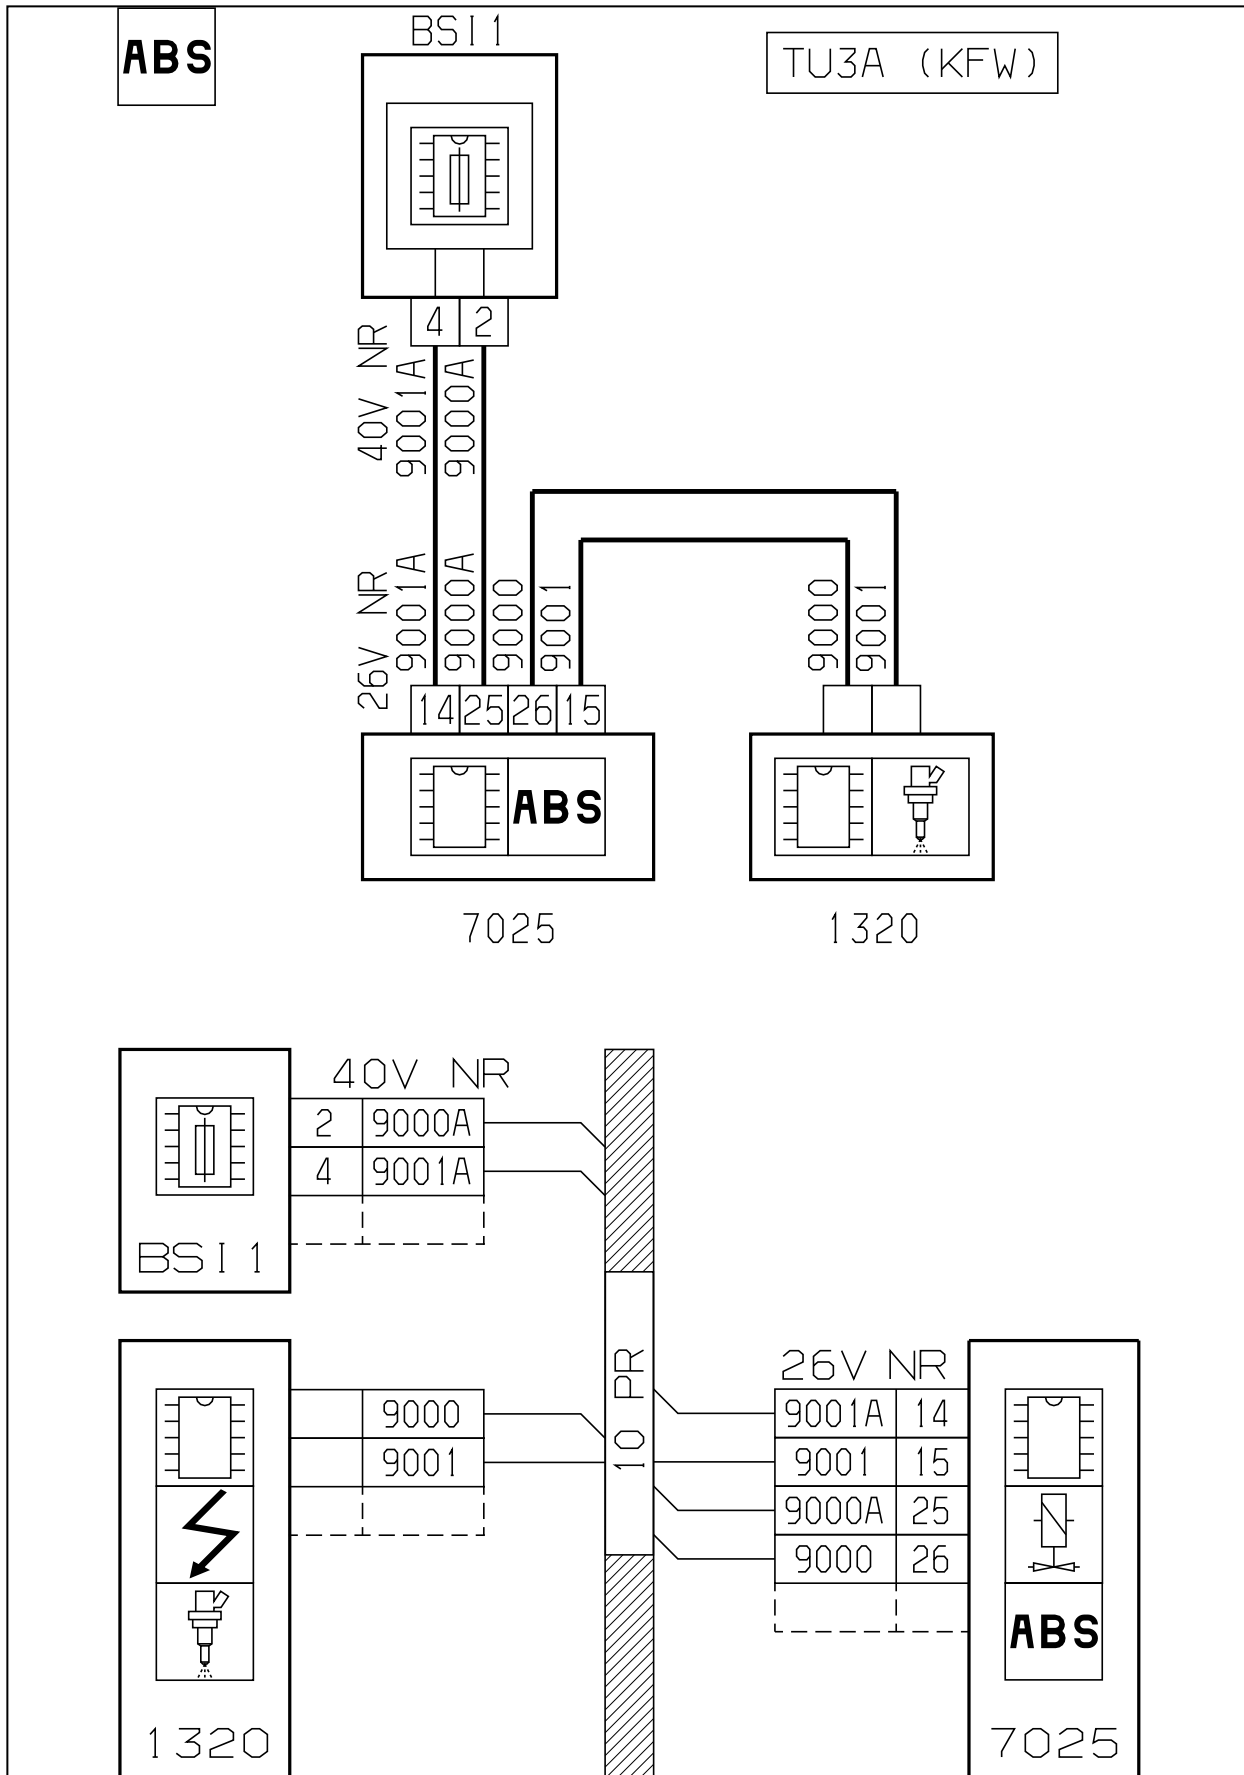 ABS
BSI1
TU3A (KFW)
4 2
40V NR
9001A
9000A
26V NR
9001A
9000A
9000
9001
9000
9001
14 25 26 15
ABS
7025
1320
40V NR
2 9000A
4 9001A
BSI1
10 PR
26V NR
9000
9001
9001A 14
9001 15
9000A 25
9000 26
ABS
1320
7025